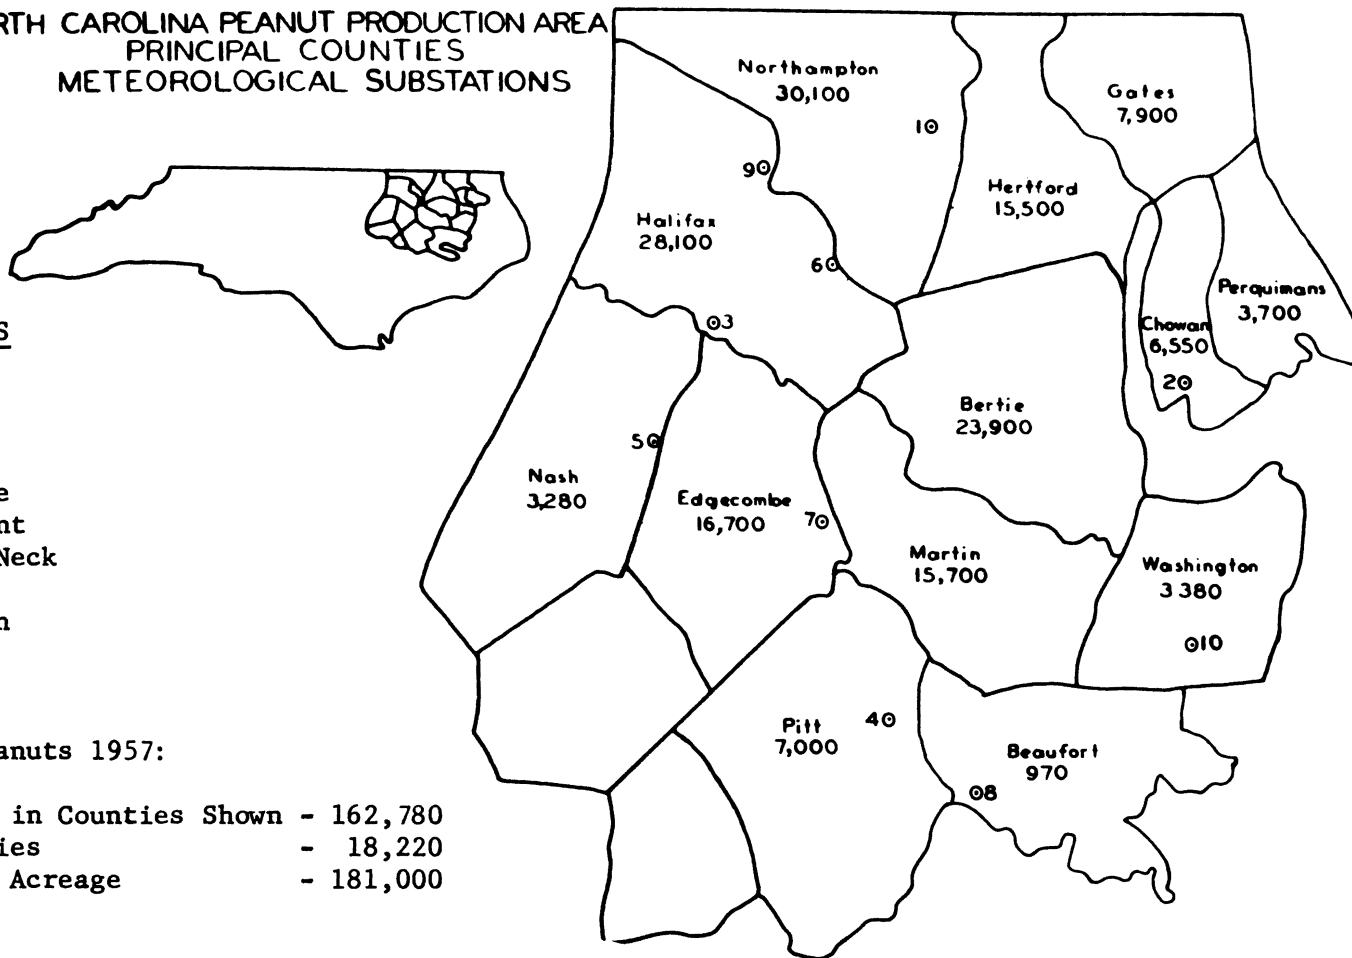 RTH CAROLINA PEANUT PRODUCTION AREA
PRINCIPAL COUNTIES
METEOROLOGICAL SUBSTATIONS
S
e
nt
Neck
n
anuts 1957:
in Counties Shown - 162,780
ies - 18,220
Acreage - 181,000
Northampton
30,100
1
Gates
7,900
9
Hertford
15,500
Halifax
28,100
6
Perquimans
3,700
3
Chowan
6,550
2
Bertie
23,900
5
Nash
3,280
Edgecombe
16,700
7
Martin
15,700
Washington
3 380
10
Pitt
7,000
4
Beaufort
970
8